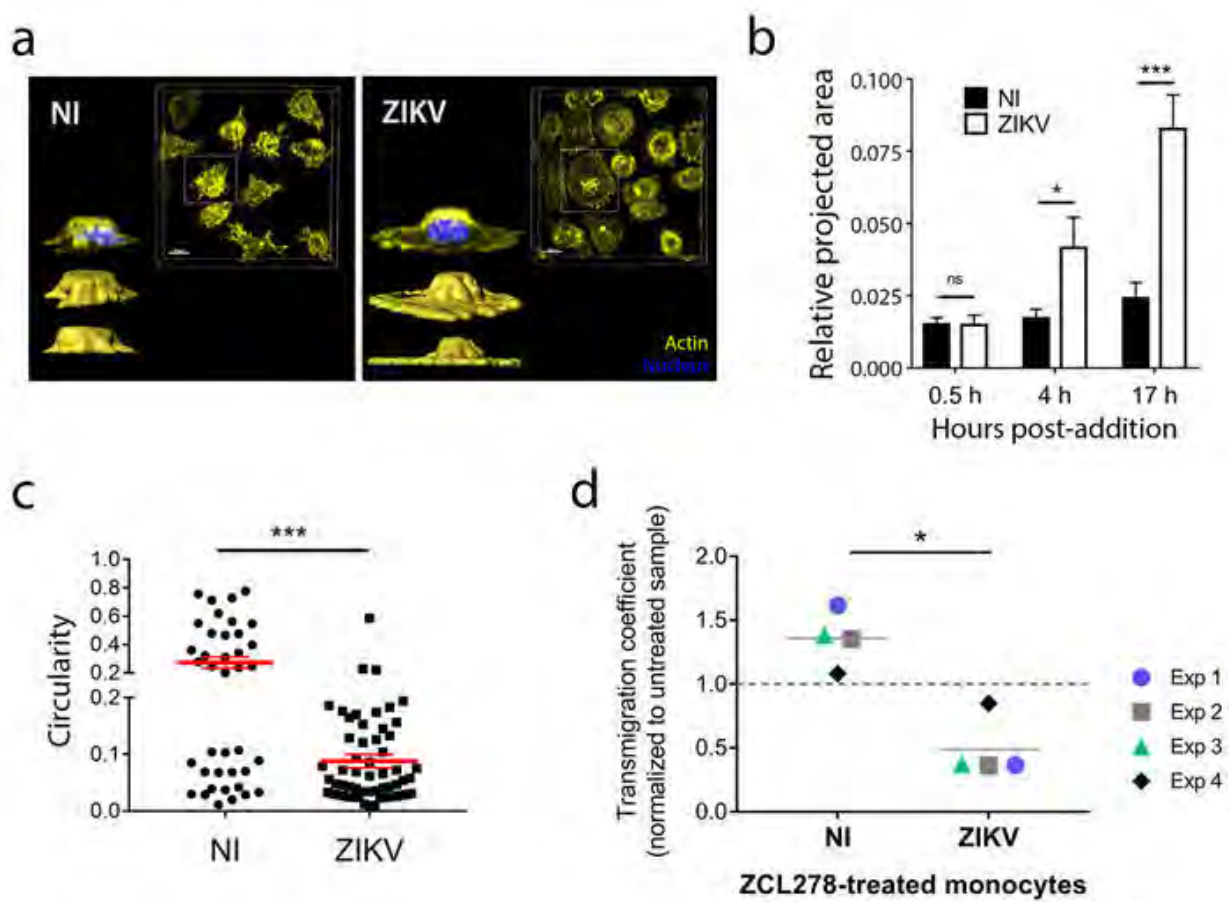 a
NI
ZIKV
Actin
Nucleus
b
Relative projected area
0.100
0.075
0.050
0.025
0.000
NI
ZIKV
ns
*
***
0.5 h
4 h
17 h
Hours post-addition
c
Circularity
***
1.0
0.8
0.6
0.4
0.2
0.2
0.1
0.0
NI
ZIKV
d
Transmigration coefficient
(normalized to untreated sample)
*
2.0
1.5
1.0
0.5
0.0
NI
ZIKV
ZCL278-treated monocytes
Exp 1
Exp 2
Exp 3
Exp 4